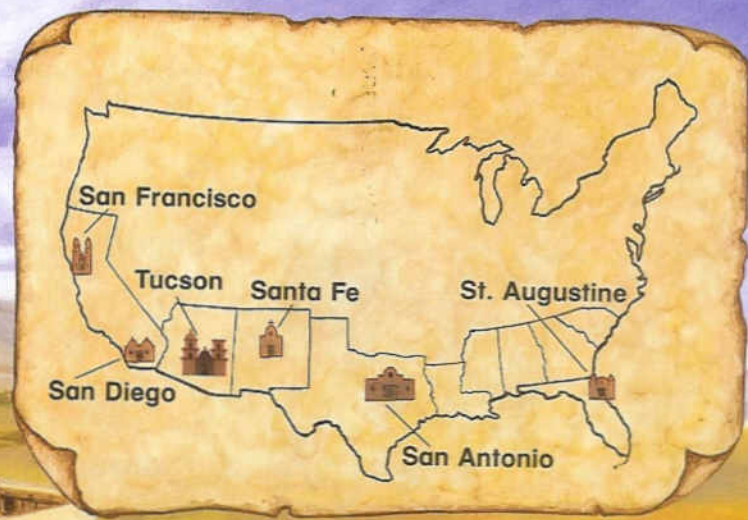 San Francisco
Tucson
Santa Fe
St. Augustine
San Diego
San Antonio